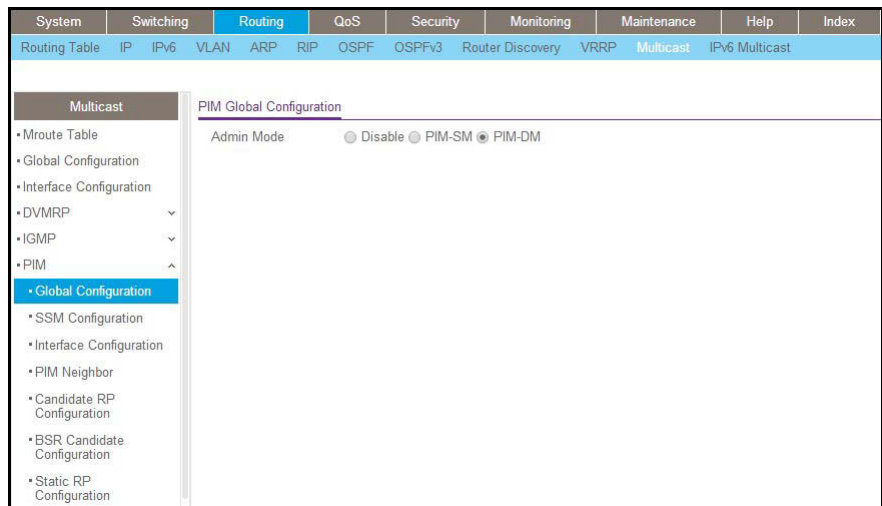 System Switching Routing QoS Security Monitoring Maintenance Help Index
Routing Table IP IPv6 VLAN ARP RIP OSPF OSPFv3 Router Discovery VRRP Multicast IPv6 Multicast
Multicast
Mroute Table
Global Configuration
Interface Configuration
DVMRP
IGMP
PIM
Global Configuration
SSM Configuration
Interface Configuration
PIM Neighbor
Candidate RP
Configuration
BSR Candidate
Configuration
Static RP
Configuration
PIM Global Configuration
Admin Mode Disable PIM-SM PIM-DM